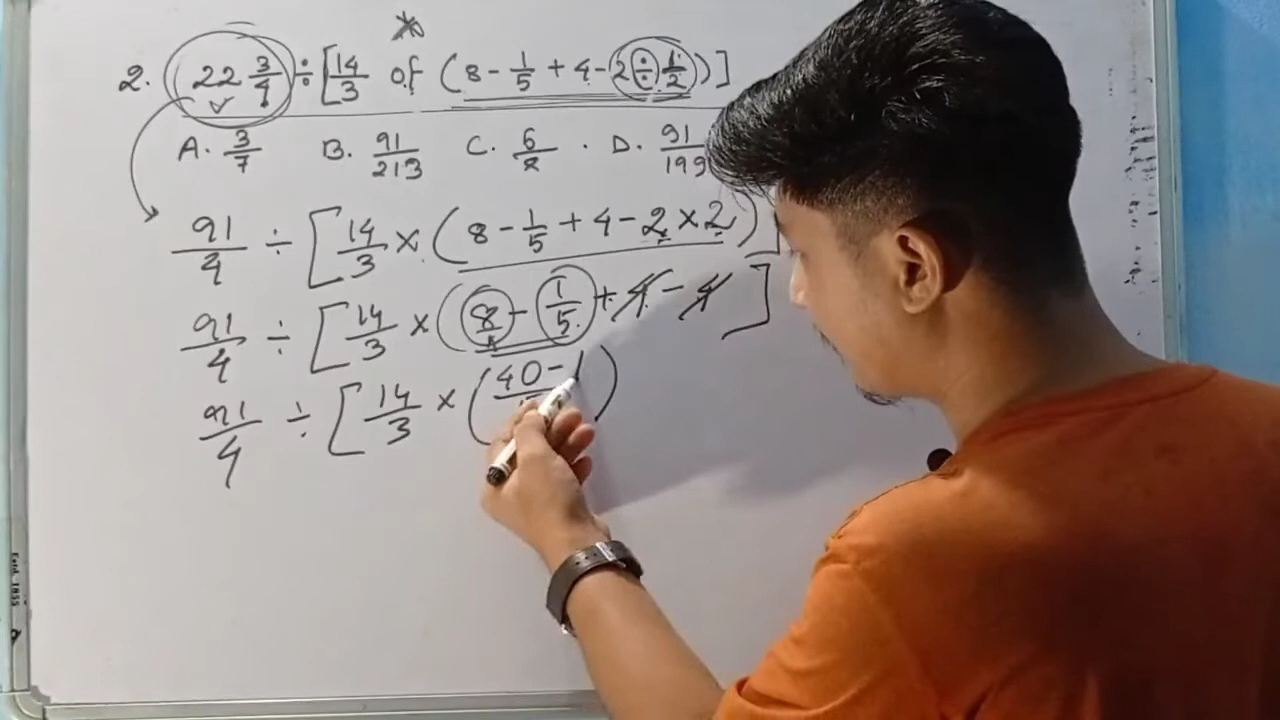 2. 22 3/4 ÷ [14/3 of (8 - 1/5 + 4 - 2 ÷ 1/2)]
A. 3/7 B. 91/213 C. 6/8 . D. 91/199
91/4 ÷ [14/3 × (8 - 1/5 + 4 - 2 × 2)]
91/4 ÷ [14/3 × (8 - 1/5 + 4 - 4 ]
91/4 ÷ [14/3 × (40 - 1)